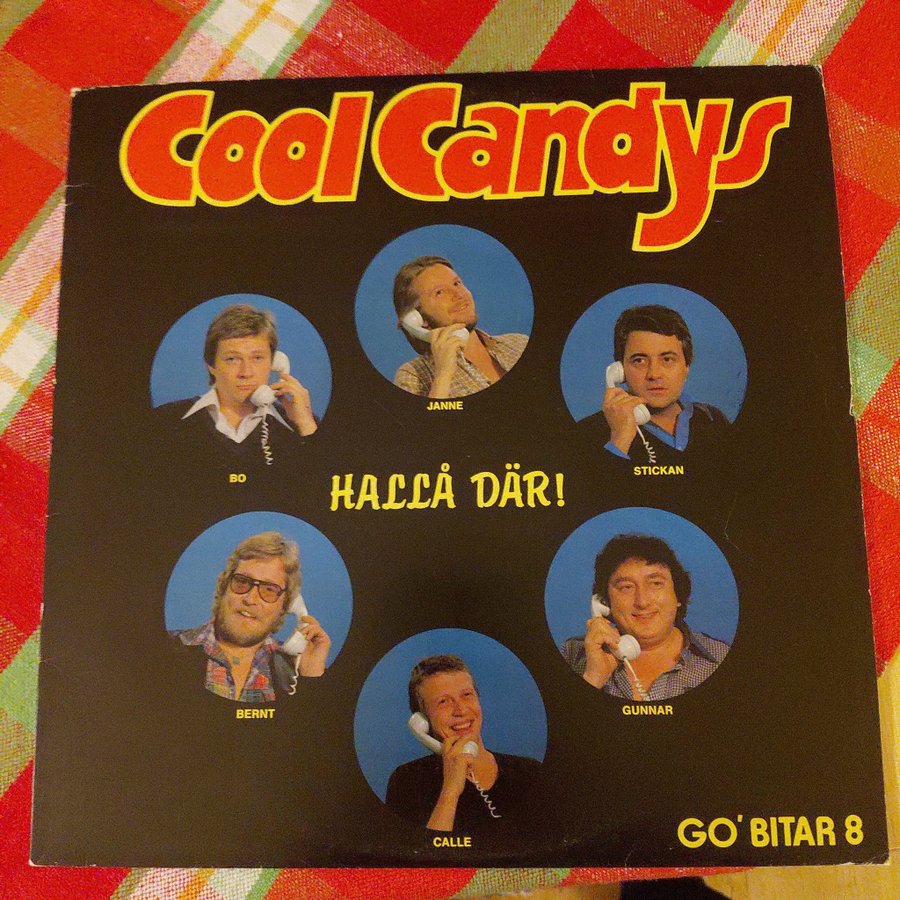 Cool Candys
JANNE
BO
STICKAN
HALLÅ DÄR!
BERNT
GUNNAR
CALLE
GO' BITAR 8